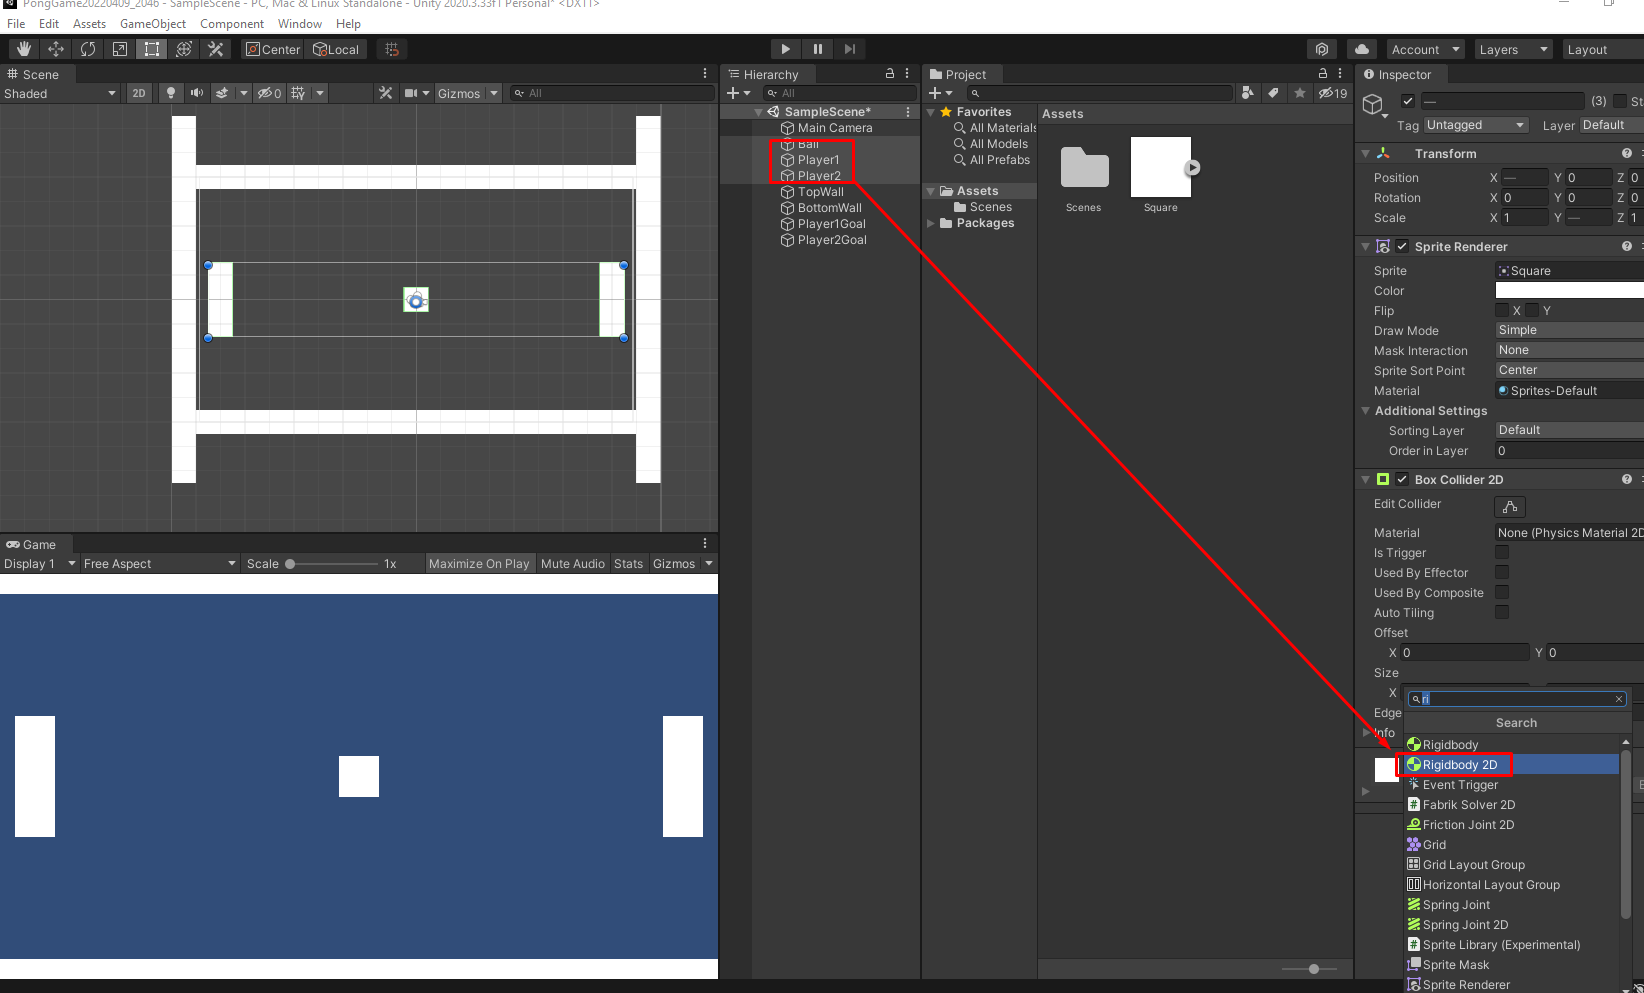 PongGame20220409_2046 - SampleScene - PC, Mac & Linux Standalone - Unity 2020.3.33f1 Personal* <DX11>
File Edit Assets GameObject Component Window Help
Center Local Account Layers Layout
Scene
Shaded 2D 0 Gizmos All
Hierarchy
All
SampleScene*
Main Camera
Ball
Player1
Player2
TopWall
BottomWall
Player1Goal
Player2Goal
Project
19
Favorites
All Materials
All Models
All Prefabs
Assets
Scenes
Packages
Assets
Scenes Square
Inspector
— (3) St
Tag Untagged Layer Default
Transform
Position X — Y 0 Z 0
Rotation X 0 Y 0 Z 0
Scale X 1 Y — Z 1
Sprite Renderer
Sprite Square
Color
Flip X Y
Draw Mode Simple
Mask Interaction None
Sprite Sort Point Center
Material Sprites-Default
Additional Settings
Sorting Layer Default
Order in Layer 0
Box Collider 2D
Edit Collider
Material None (Physics Material 2D
Is Trigger
Used By Effector
Used By Composite
Auto Tiling
Offset
X 0 Y 0
Size
X
Edge
Info
ri
Search
Rigidbody
Rigidbody 2D
Event Trigger
Fabrik Solver 2D
Friction Joint 2D
Grid
Grid Layout Group
Horizontal Layout Group
Spring Joint
Spring Joint 2D
Sprite Library (Experimental)
Sprite Mask
Sprite Renderer
Game
Display 1 Free Aspect Scale 1x Maximize On Play Mute Audio Stats Gizmos